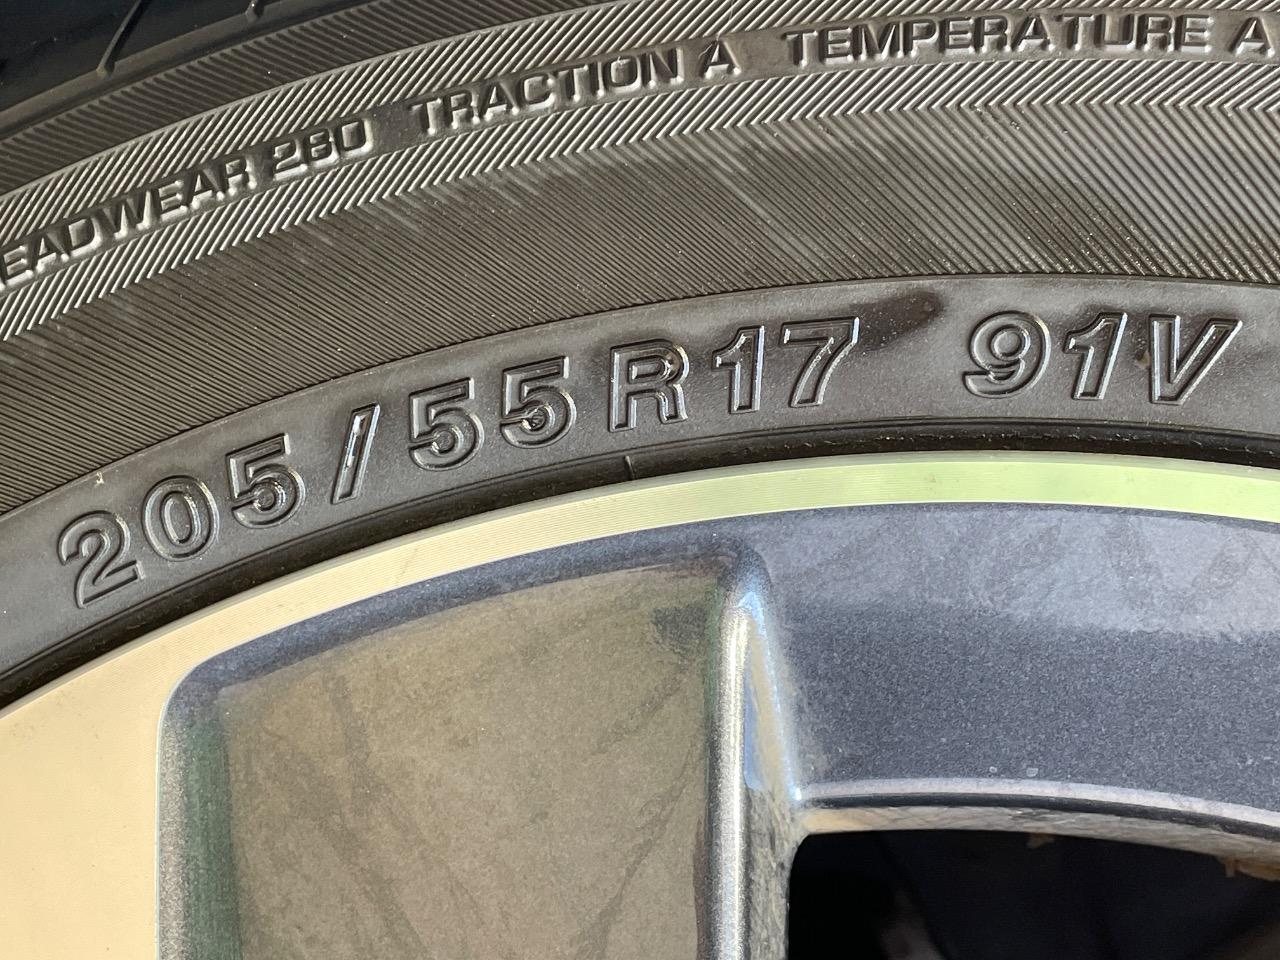 EADWEAR 280 TRACTION A TEMPERATURE A
205/55R17 91V